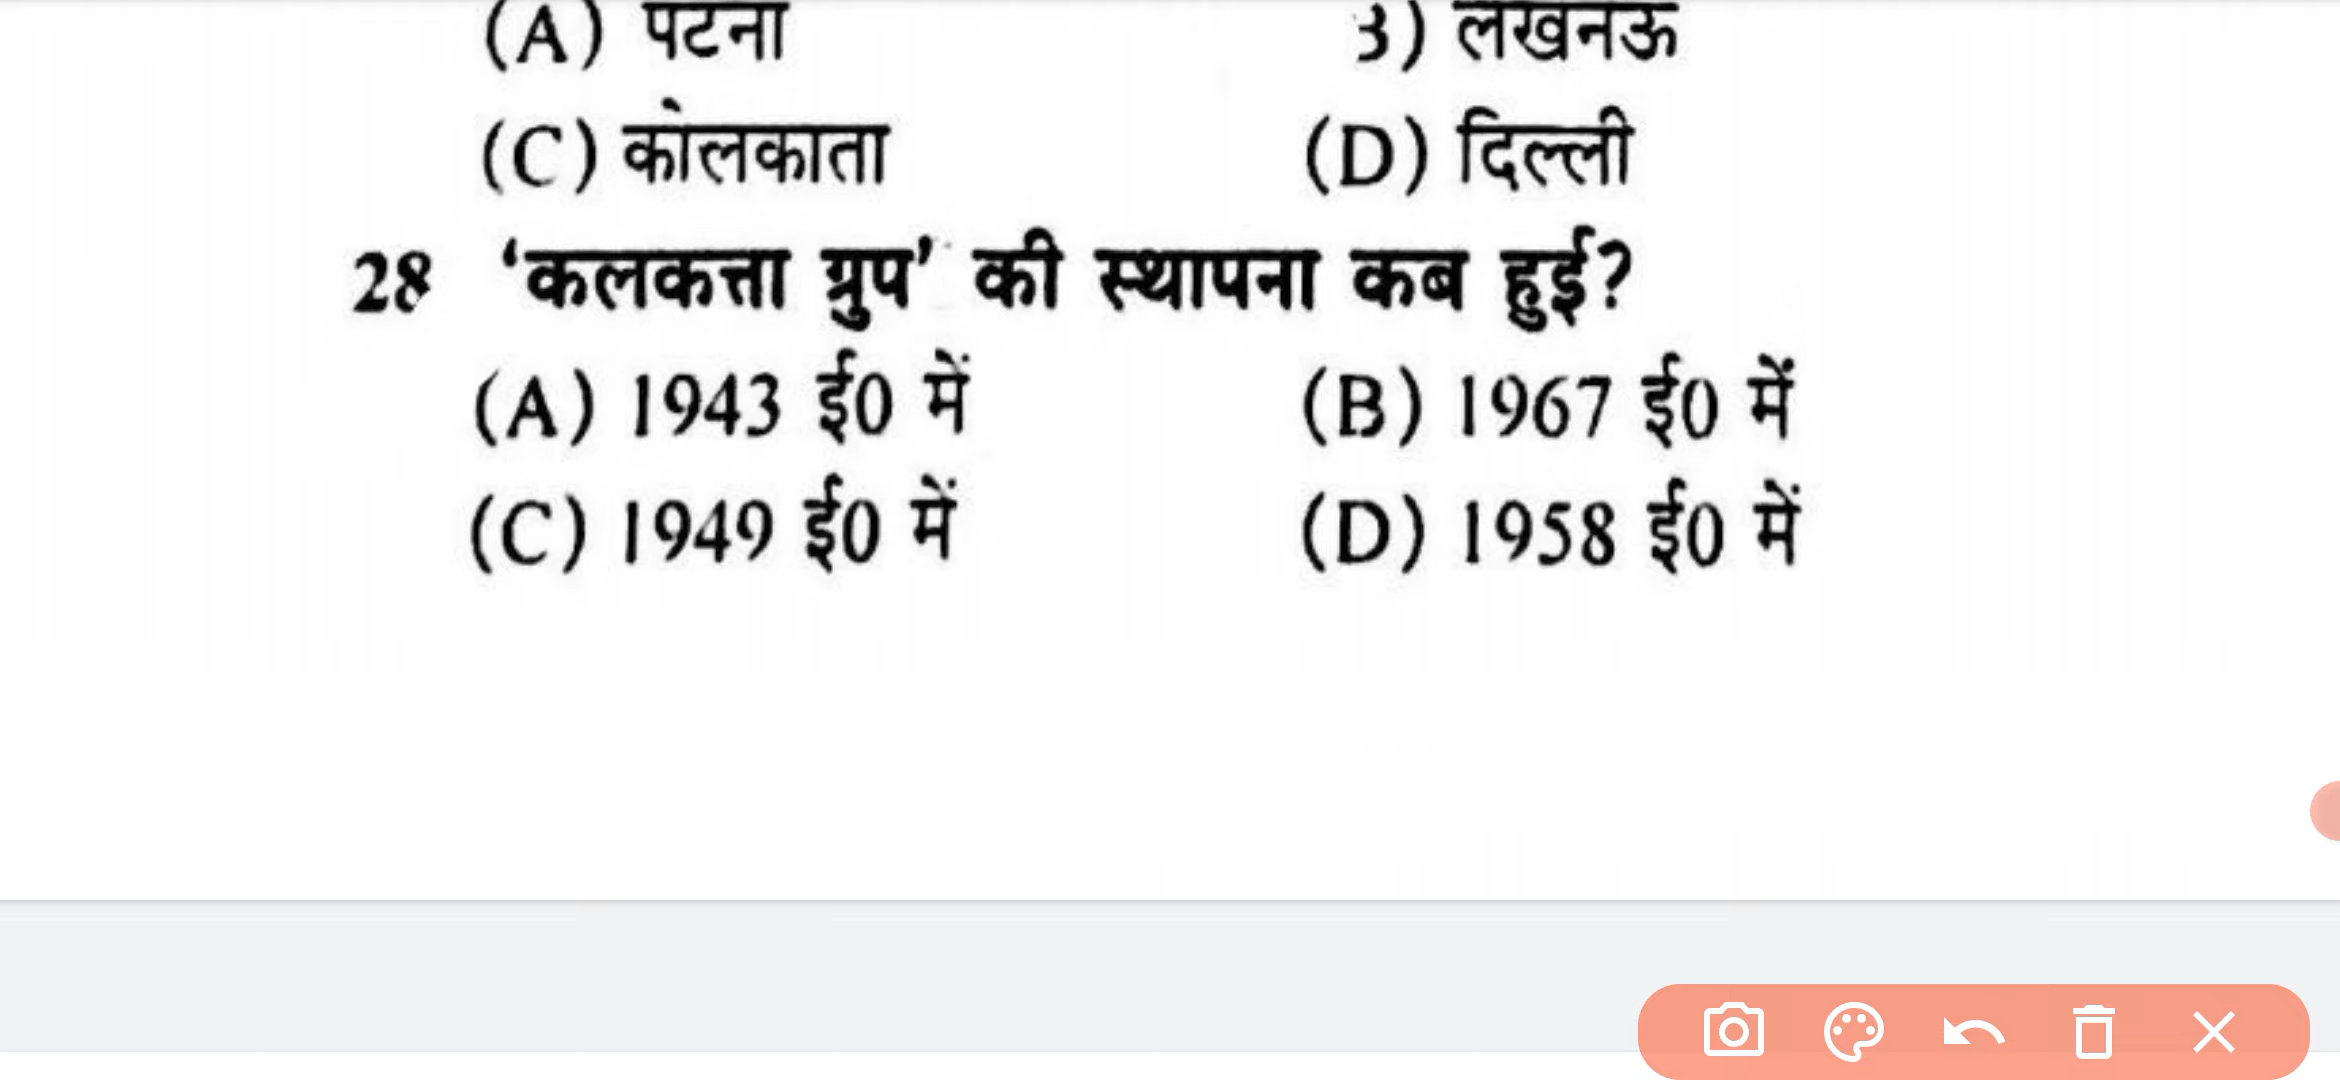 (A) पटना 3) लखनऊ
(C) कोलकाता (D) दिल्ली
28 ‘कलकत्ता ग्रुप’ की स्थापना कब हुई?
(A) 1943 ई0 में (B) 1967 ई0 में
(C) 1949 ई0 में (D) 1958 ई0 में